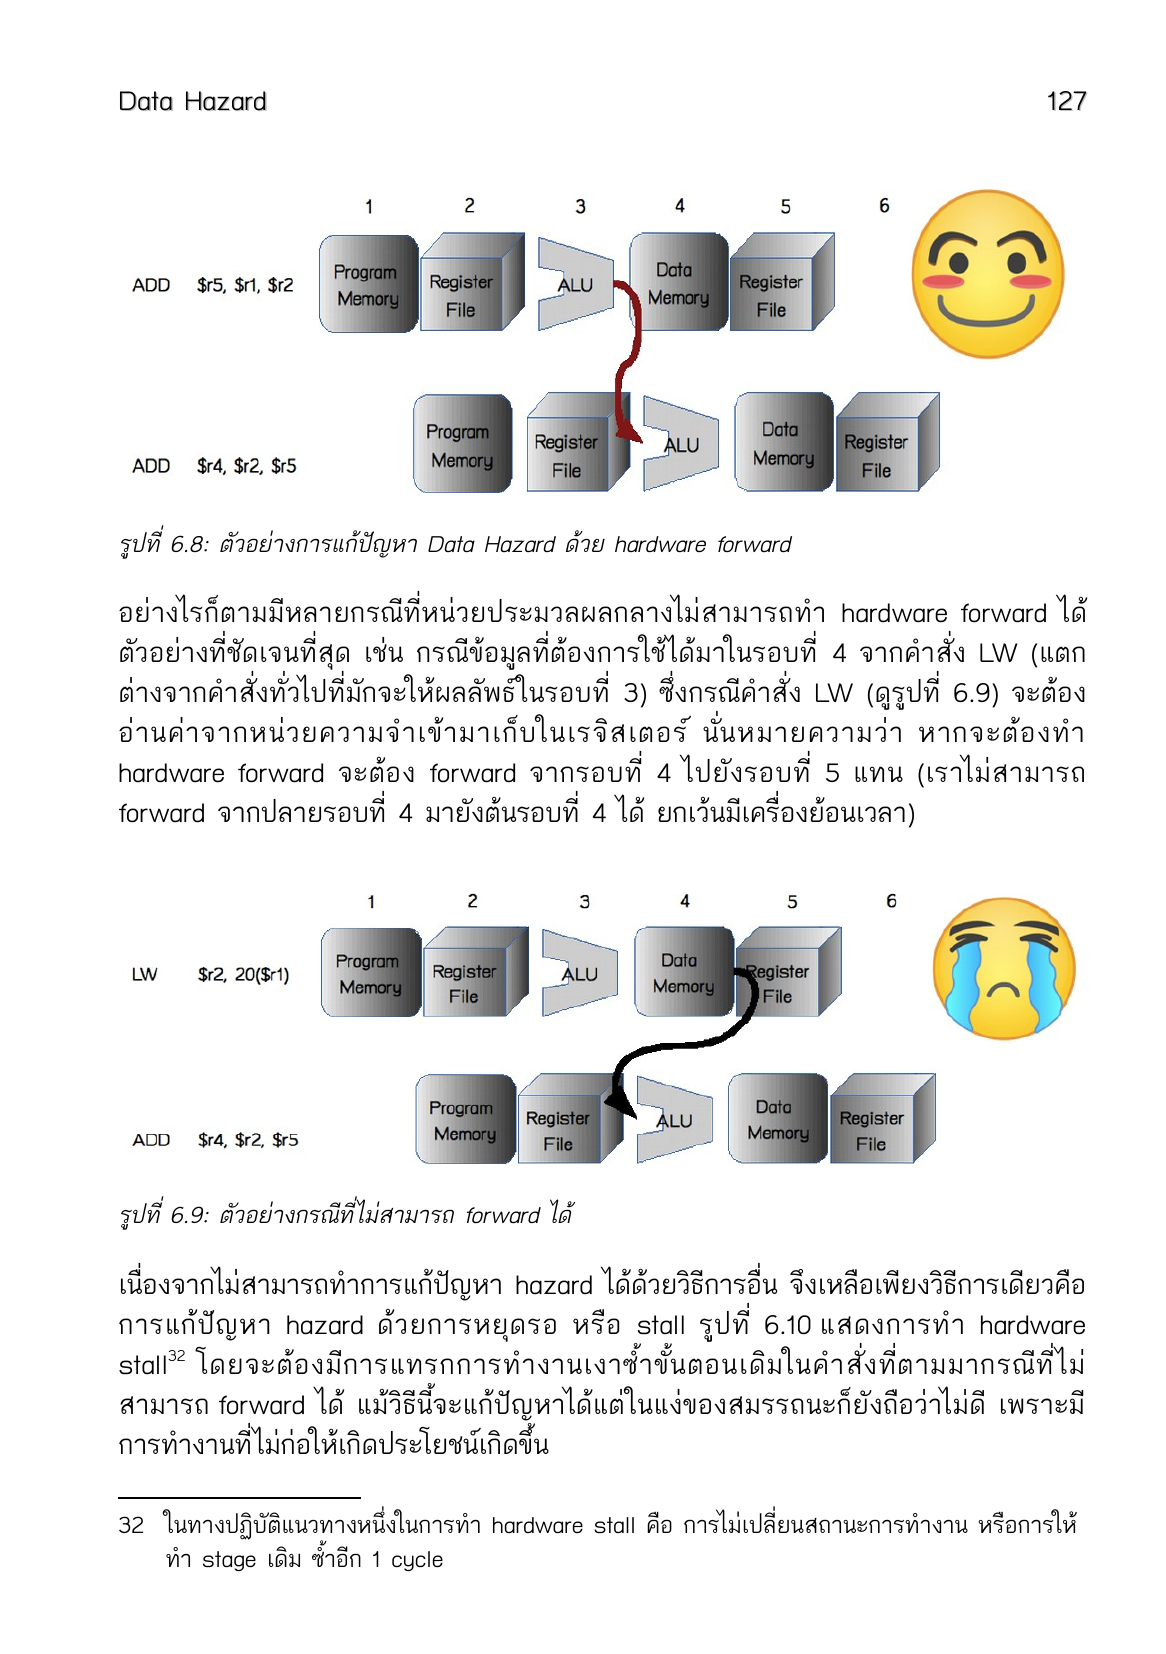 Data Hazard 127
1 2 3 4 5 6
ADD $r5, $r1, $r2 Program Memory Register File ALU Data Memory Register File
ADD $r4, $r2, $r5 Program Memory Register File ALU Data Memory Register File
รูปที่ 6.8: ตัวอย่างการแก้ปัญหา Data Hazard ด้วย hardware forward
อย่างไรก็ตามมีหลายกรณีที่หน่วยประมวลผลกลางไม่สามารถทำ hardware forward ได้
ตัวอย่างที่ชัดเจนที่สุด เช่น กรณีข้อมูลที่ต้องการใช้ได้มาในรอบที่ 4 จากคำสั่ง LW (แตก
ต่างจากคำสั่งทั่วไปที่มักจะให้ผลลัพธ์ในรอบที่ 3) ซึ่งกรณีคำสั่ง LW (ดูรูปที่ 6.9) จะต้อง
อ่านค่าจากหน่วยความจำเข้ามาเก็บในเรจิสเตอร์ นั่นหมายความว่า หากจะต้องทำ
hardware forward จะต้อง forward จากรอบที่ 4 ไปยังรอบที่ 5 แทน (เราไม่สามารถ
forward จากปลายรอบที่ 4 มายังต้นรอบที่ 4 ได้ ยกเว้นมีเครื่องย้อนเวลา)
1 2 3 4 5 6
LW $r2, 20($r1) Program Memory Register File ALU Data Memory Register File
ADD $r4, $r2, $r5 Program Memory Register File ALU Data Memory Register File
รูปที่ 6.9: ตัวอย่างกรณีที่ไม่สามารถ forward ได้
เนื่องจากไม่สามารถทำการแก้ปัญหา hazard ได้ด้วยวิธีการอื่น จึงเหลือเพียงวิธีการเดียวคือ
การแก้ปัญหา hazard ด้วยการหยุดรอ หรือ stall รูปที่ 6.10 แสดงการทำ hardware
stall32 โดยจะต้องมีการแทรกการทำงานเงาซ้ำขั้นตอนเดิมในคำสั่งที่ตามมากรณีที่ไม่
สามารถ forward ได้ แม้วิธีนี้จะแก้ปัญหาได้แต่ในแง่ของสมรรถนะก็ยังถือว่าไม่ดี เพราะมี
การทำงานที่ไม่ก่อให้เกิดประโยชน์เกิดขึ้น
32 ในทางปฏิบัติแนวทางหนึ่งในการทำ hardware stall คือ การไม่เปลี่ยนสถานะการทำงาน หรือการให้
ทำ stage เดิม ซ้ำอีก 1 cycle